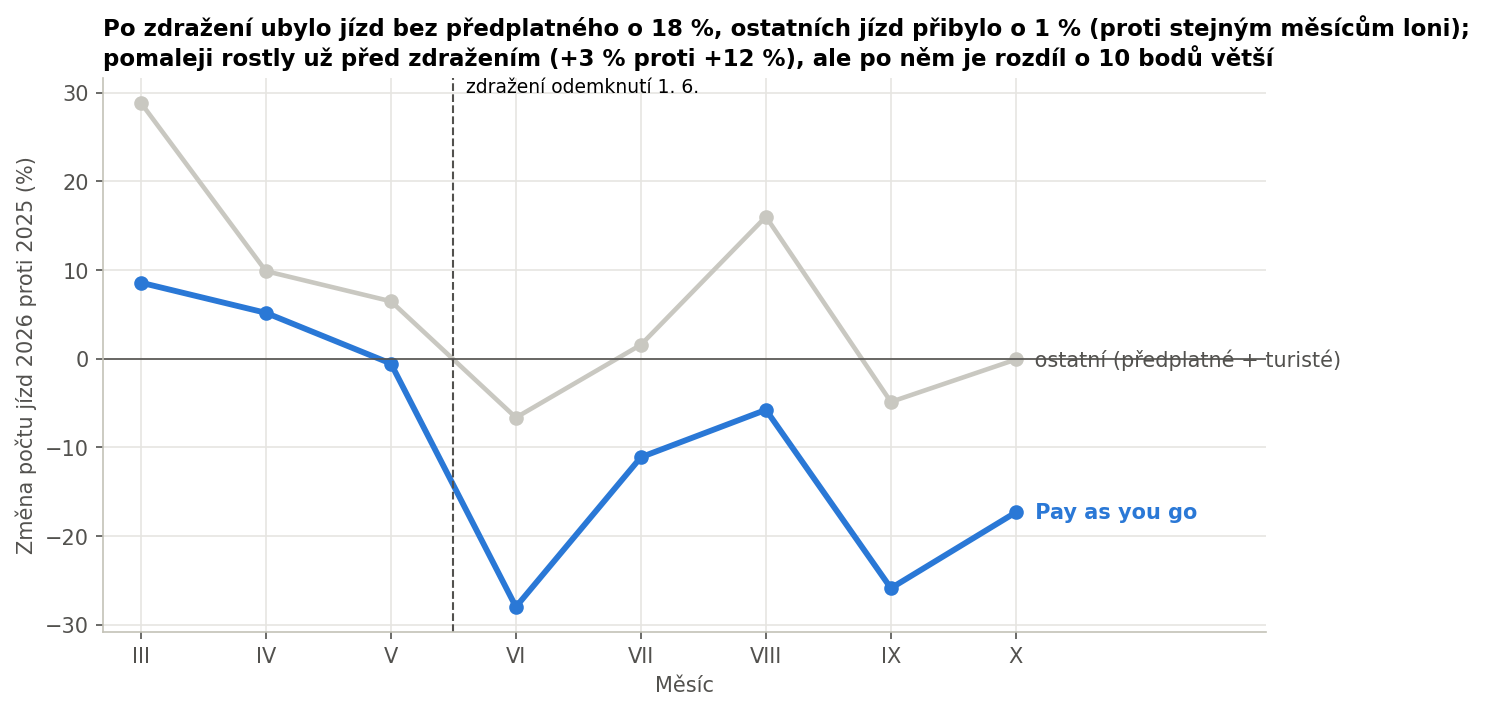 Po zdražení ubylo jízd bez předplatného o 18 %, ostatních jízd přibylo o 1 % (proti stejným měsícům loni);
pomaleji rostly už před zdražením (+3 % proti +12 %), ale po něm je rozdíl o 10 bodů větší
zdražení odemknutí 1. 6.
Změna počtu jízd 2026 proti 2025 (%)
30
20
10
0
−10
−20
−30
ostatní (předplatné + turisté)
Pay as you go
III IV V VI VII VIII IX X
Měsíc